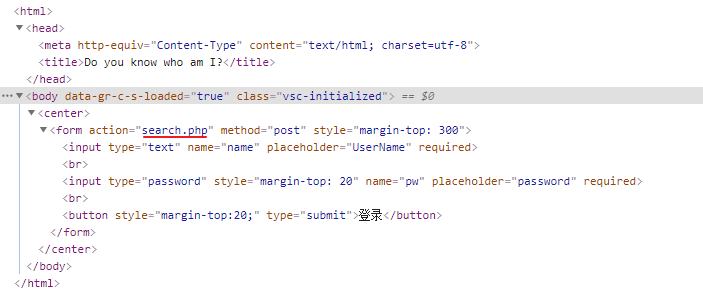 <html>
▼<head>
<meta http-equiv="Content-Type" content="text/html; charset=utf-8">
<title>Do you know who am I?</title>
</head>
···▼<body data-gr-c-s-loaded="true" class="vsc-initialized"> == $0
▼<center>
▼<form action="search.php" method="post" style="margin-top: 300">
<input type="text" name="name" placeholder="UserName" required>
<br>
<input type="password" style="margin-top: 20" name="pw" placeholder="password" required>
<br>
<button style="margin-top:20;" type="submit">登录</button>
</form>
</center>
</body>
</html>